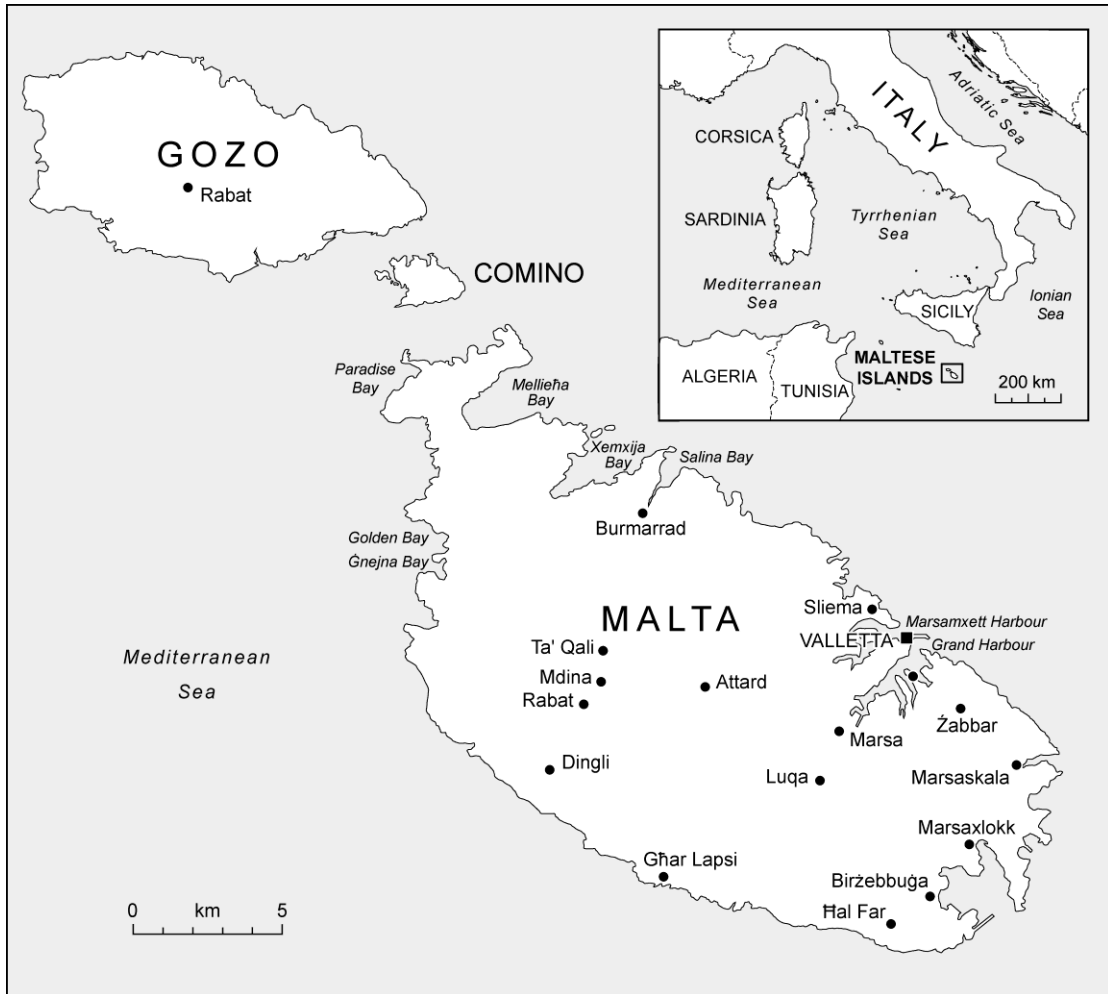 GOZO
Rabat
COMINO
ITALY
Adriatic Sea
CORSICA
SARDINIA
Tyrrhenian
Sea
Mediterranean
Sea
Ionian
Sea
SICILY
ALGERIA
TUNISIA
MALTESE
ISLANDS
200 km
Paradise
Bay
Mellieħa
Bay
Xemxija
Bay
Salina Bay
Burmarrad
Golden Bay
Ġnejna Bay
MALTA
Sliema
Marsamxett Harbour
VALLETTA
Grand Harbour
Mediterranean
Sea
Ta' Qali
Mdina
Rabat
Attard
Żabbar
Marsa
Dingli
Luqa
Marsaskala
Marsaxlokk
Għar Lapsi
Birżebbuġa
Ħal Far
0 km 5